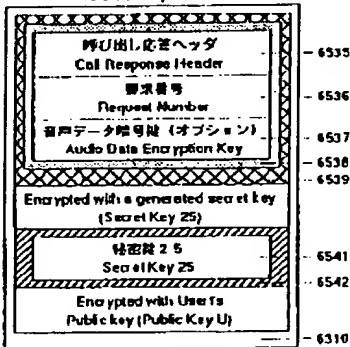 呼び出し応答ヘッダ
Call Response Header
6535
要求番号
Request Number
6536
音声データ暗号鍵 (オプション)
Audio Data Encryption Key
6537
6538
6539
Encrypted with a generated secret key
(Secret Key 25)
秘密鍵25
Secret Key 25
6541
6542
Encrypted with User's
Public key (Public Key U)
6310